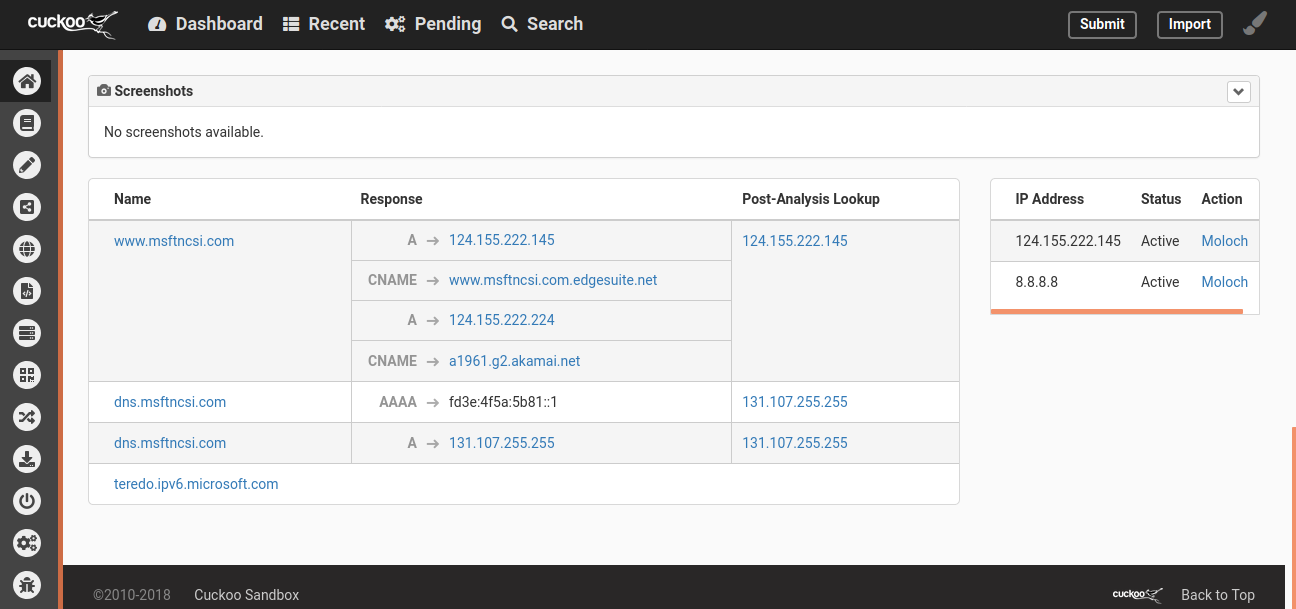 cuckoo Dashboard Recent Pending Search Submit Import
Screenshots
No screenshots available.
Name Response Post-Analysis Lookup
www.msftncsi.com A → 124.155.222.145 124.155.222.145
CNAME → www.msftncsi.com.edgesuite.net
A → 124.155.222.224
CNAME → a1961.g2.akamai.net
dns.msftncsi.com AAAA → fd3e:4f5a:5b81::1 131.107.255.255
dns.msftncsi.com A → 131.107.255.255 131.107.255.255
teredo.ipv6.microsoft.com
IP Address Status Action
124.155.222.145 Active Moloch
8.8.8.8 Active Moloch
©2010-2018 Cuckoo Sandbox cuckoo Back to Top